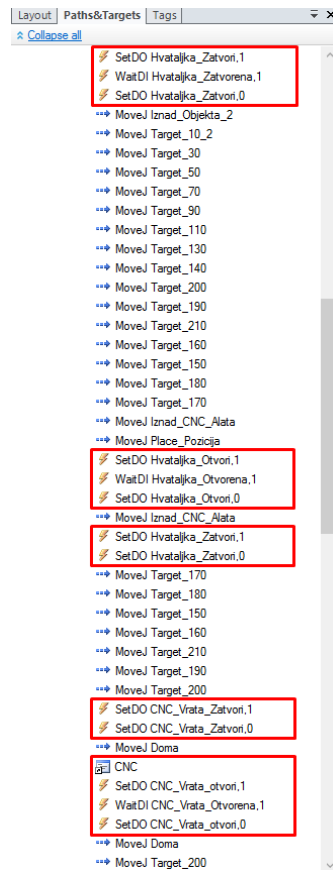 Layout Paths&Targets Tags
Collapse all
SetDO Hvataljka_Zatvori,1
WaitDI Hvataljka_Zatvorena,1
SetDO Hvataljka_Zatvori,0
MoveJ Iznad_Objekta_2
MoveJ Target_10_2
MoveJ Target_30
MoveJ Target_50
MoveJ Target_70
MoveJ Target_90
MoveJ Target_110
MoveJ Target_130
MoveJ Target_140
MoveJ Target_200
MoveJ Target_190
MoveJ Target_210
MoveJ Target_160
MoveJ Target_150
MoveJ Target_180
MoveJ Target_170
MoveJ Iznad_CNC_Alata
MoveJ Place_Pozicija
SetDO Hvataljka_Otvori,1
WaitDI Hvataljka_Otvorena,1
SetDO Hvataljka_Otvori,0
MoveJ Iznad_CNC_Alata
SetDO Hvataljka_Zatvori,1
SetDO Hvataljka_Zatvori,0
MoveJ Target_170
MoveJ Target_180
MoveJ Target_150
MoveJ Target_160
MoveJ Target_210
MoveJ Target_190
MoveJ Target_200
SetDO CNC_Vrata_Zatvori,1
SetDO CNC_Vrata_Zatvori,0
MoveJ Doma
CNC
SetDO CNC_Vrata_otvori,1
WaitDI CNC_Vrata_Otvorena,1
SetDO CNC_Vrata_otvori,0
MoveJ Doma
MoveJ Target_200